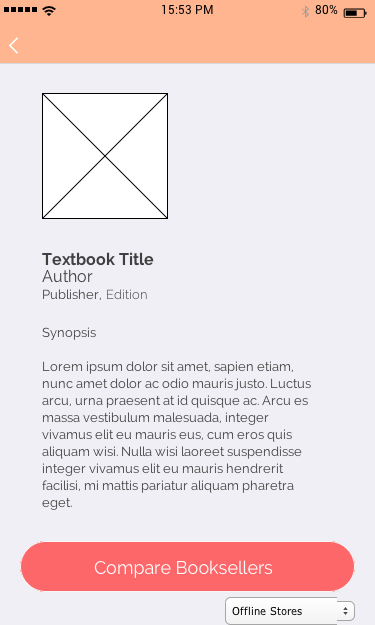 15:53 PM
80%
Textbook Title
Author
Publisher, Edition
Synopsis
Lorem ipsum dolor sit amet, sapien etiam,
nunc amet dolor ac odio mauris justo. Luctus
arcu, urna praesent at id quisque ac. Arcu es
massa vestibulum malesuada, integer
vivamus elit eu mauris eus, cum eros quis
aliquam wisi. Nulla wisi laoreet suspendisse
integer vivamus elit eu mauris hendrerit
facilisi, mi mattis pariatur aliquam pharetra
eget.
Compare Booksellers
Offline Stores